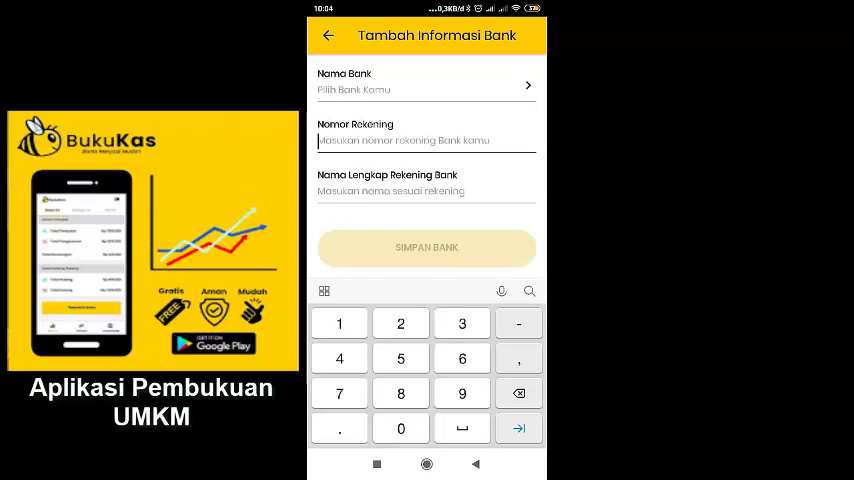 BukuKas
Gratis
Aman
Mudah
FREE
GET IT ON
Google Play
Aplikasi Pembukuan
UMKM
10:04
...0,3KB/d
Tambah Informasi Bank
Nama Bank
Pilih Bank Kamu
Nomor Rekening
Masukan nomor rekening Bank kamu
Nama Lengkap Rekening Bank
Masukan nama sesuai rekening
SIMPAN BANK
1 2 3 -
4 5 6 ,
7 8 9
. 0